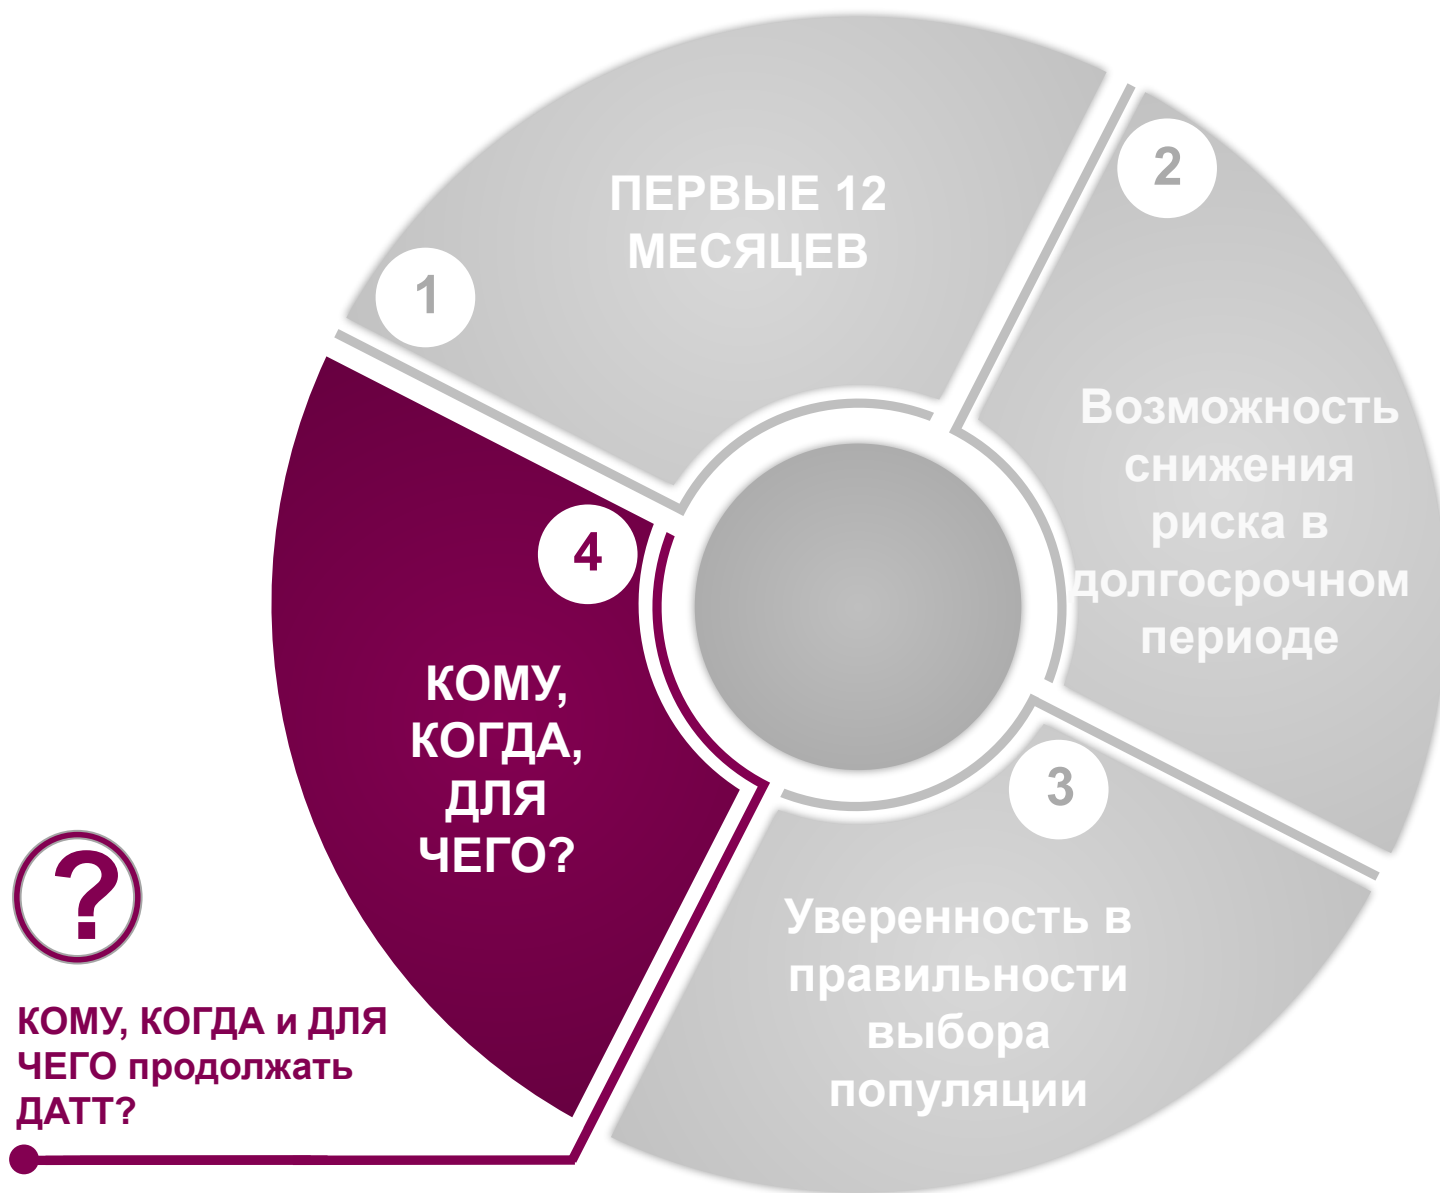 1
ПЕРВЫЕ 12
МЕСЯЦЕВ
2
Возможность
снижения
риска в
долгосрочном
периоде
3
Уверенность в
правильности
выбора
популяции
4
КОМУ,
КОГДА,
ДЛЯ
ЧЕГО?
?
КОМУ, КОГДА и ДЛЯ
ЧЕГО продолжать
ДАТТ?